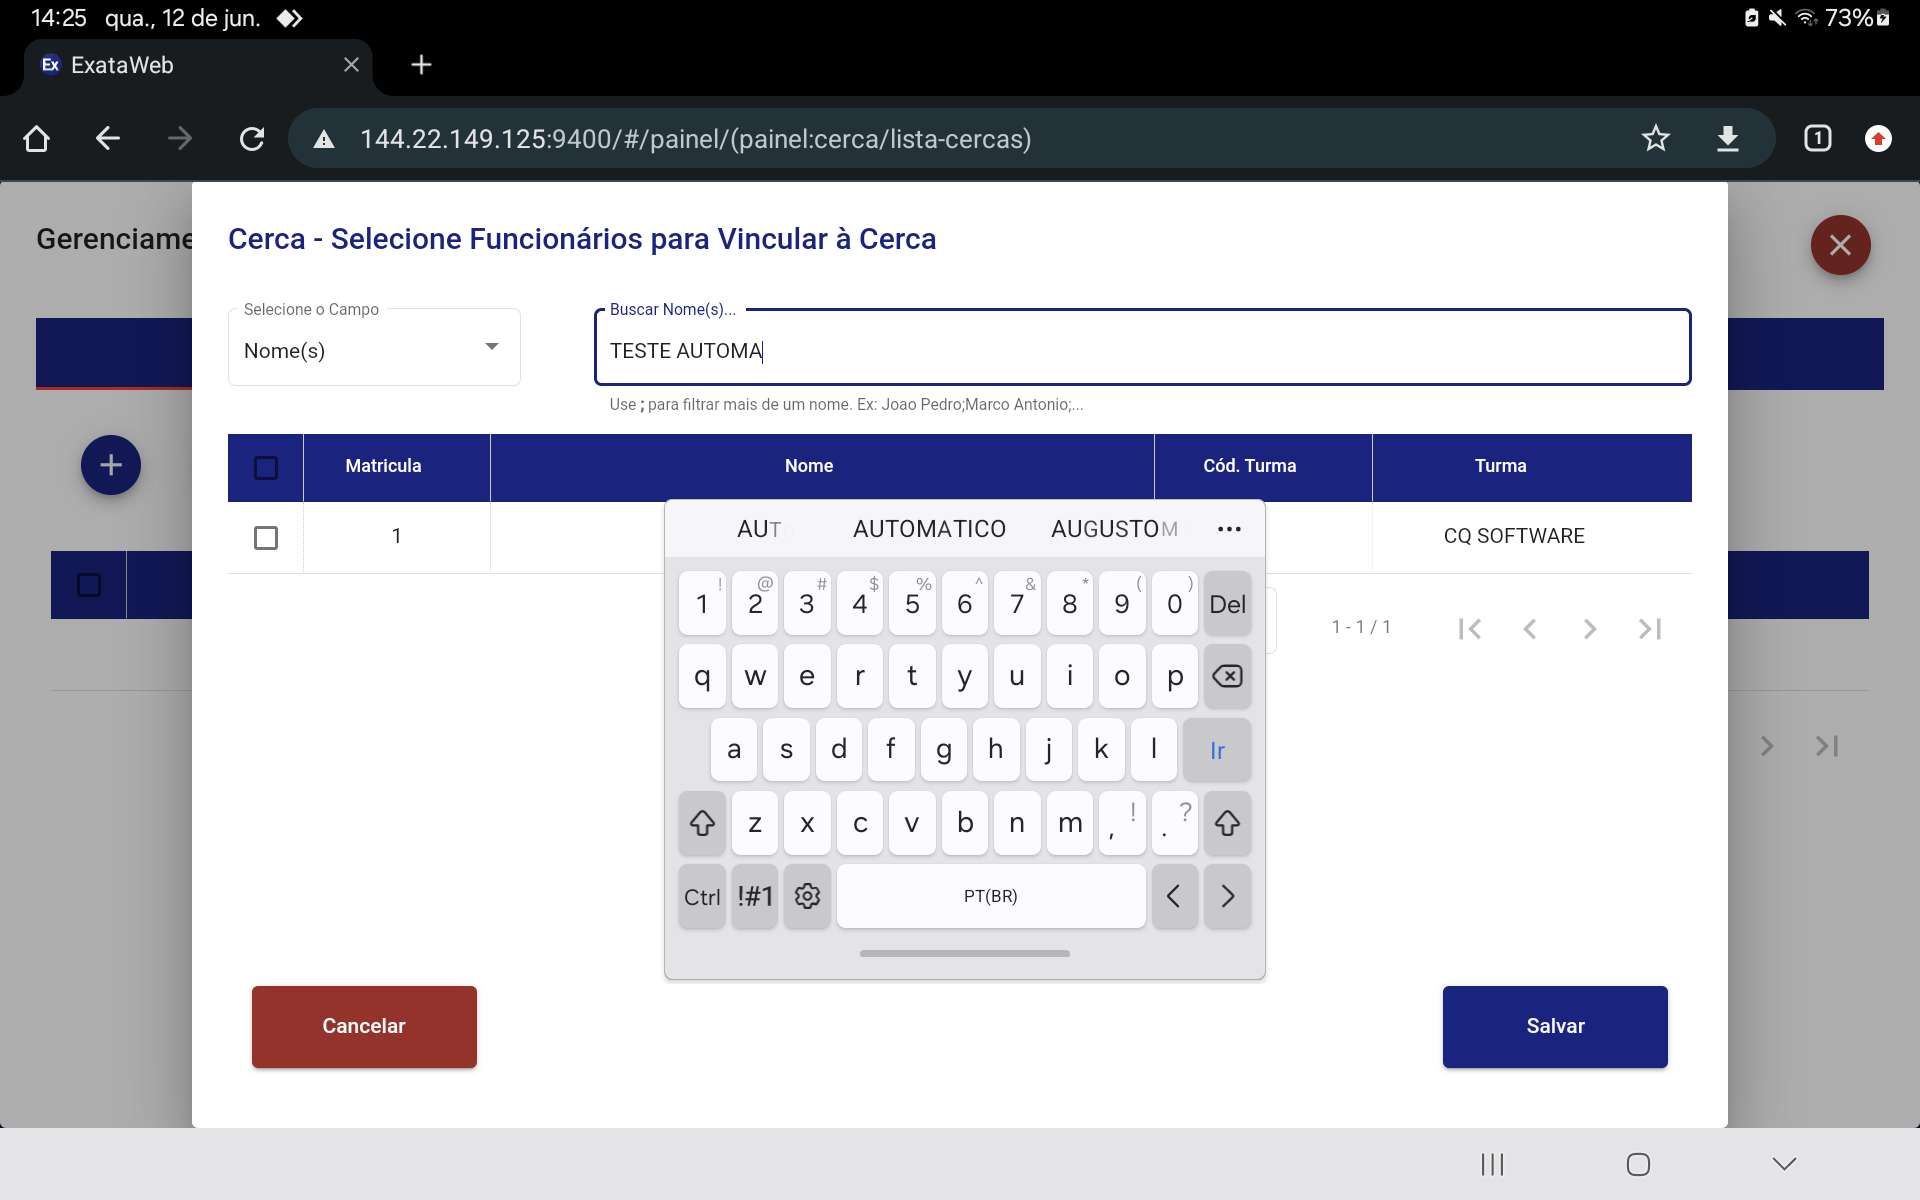 14:25 qua., 12 de jun. 73%
Ex ExataWeb
144.22.149.125:9400/#/painel/(painel:cerca/lista-cercas) 1
Gerenciame
Cerca - Selecione Funcionários para Vincular à Cerca
Selecione o Campo
Nome(s)
Buscar Nome(s)...
TESTE AUTOMA
Use ; para filtrar mais de um nome. Ex: Joao Pedro;Marco Antonio;...
Matricula Nome Cód. Turma Turma
1 CQ SOFTWARE
1 - 1 / 1
AUTO AUTOMATICO AUGUSTOM
! @ # $ % ^ & * ( )
1 2 3 4 5 6 7 8 9 0 Del
q w e r t y u i o p
a s d f g h j k l Ir
z x c v b n m , ! . ?
Ctrl !#1 PT(BR) < >
Cancelar Salvar